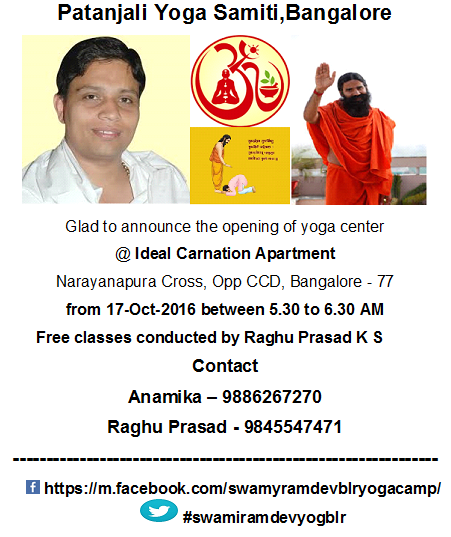 Patanjali Yoga Samiti,Bangalore
Glad to announce the opening of yoga center
@ Ideal Carnation Apartment
Narayanapura Cross, Opp CCD, Bangalore - 77
from 17-Oct-2016 between 5.30 to 6.30 AM
Free classes conducted by Raghu Prasad K S
Contact
Anamika – 9886267270
Raghu Prasad - 9845547471
----------------------------------------------------------------
https://m.facebook.com/swamyramdevblryogacamp/
#swamiramdevyogblr